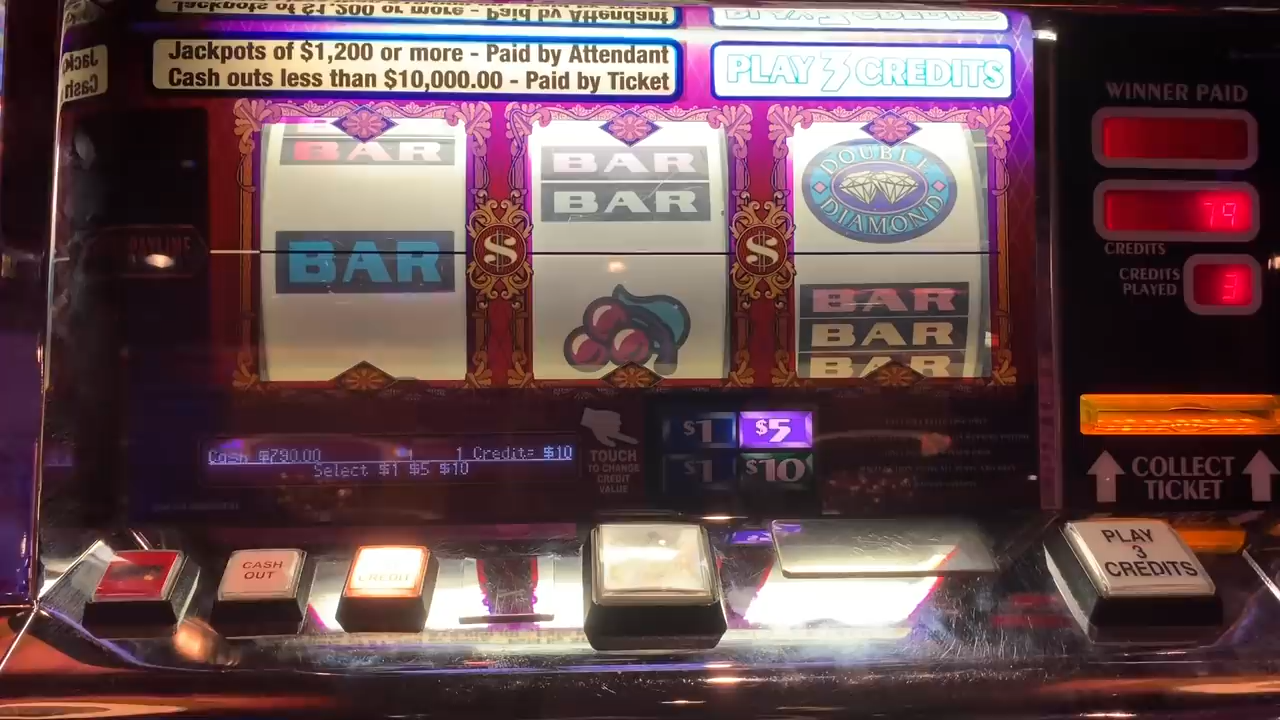 Jackpots of $1,200 or more - Paid by Attendant
Cash outs less than $10,000.00 - Paid by Ticket
PLAY 3 CREDITS
WINNER PAID
BAR
BAR
BAR
DOUBLE
DIAMOND
79
CREDITS
PAYLINE
$
$
BAR
CREDITS
PLAYED
3
BAR
BAR
BAR
Cash $790.00
1 Credit= $10
Select $1 $5 $10
TOUCH
TO CHANGE
CREDIT
VALUE
$1
$5
$1
$10
COLLECT
TICKET
CASH
OUT
CREDIT
PLAY
3
CREDITS